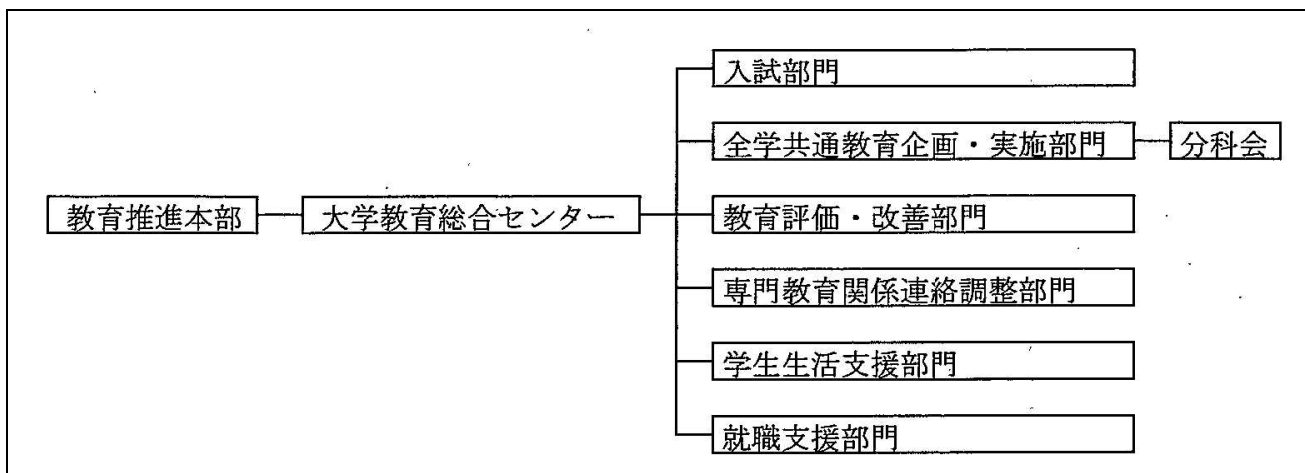 入試部門
全学共通教育企画・実施部門
分科会
教育推進本部
大学教育総合センター
教育評価・改善部門
専門教育関係連絡調整部門
学生生活支援部門
就職支援部門